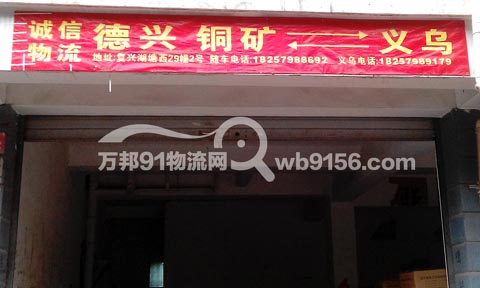 诚信物流 德兴 铜矿 ←→ 义乌
地址:宾兴湖塘西29幢2号 随车电话:18257988692 义乌电话:18257989179
万邦91物流网 wb9156.com